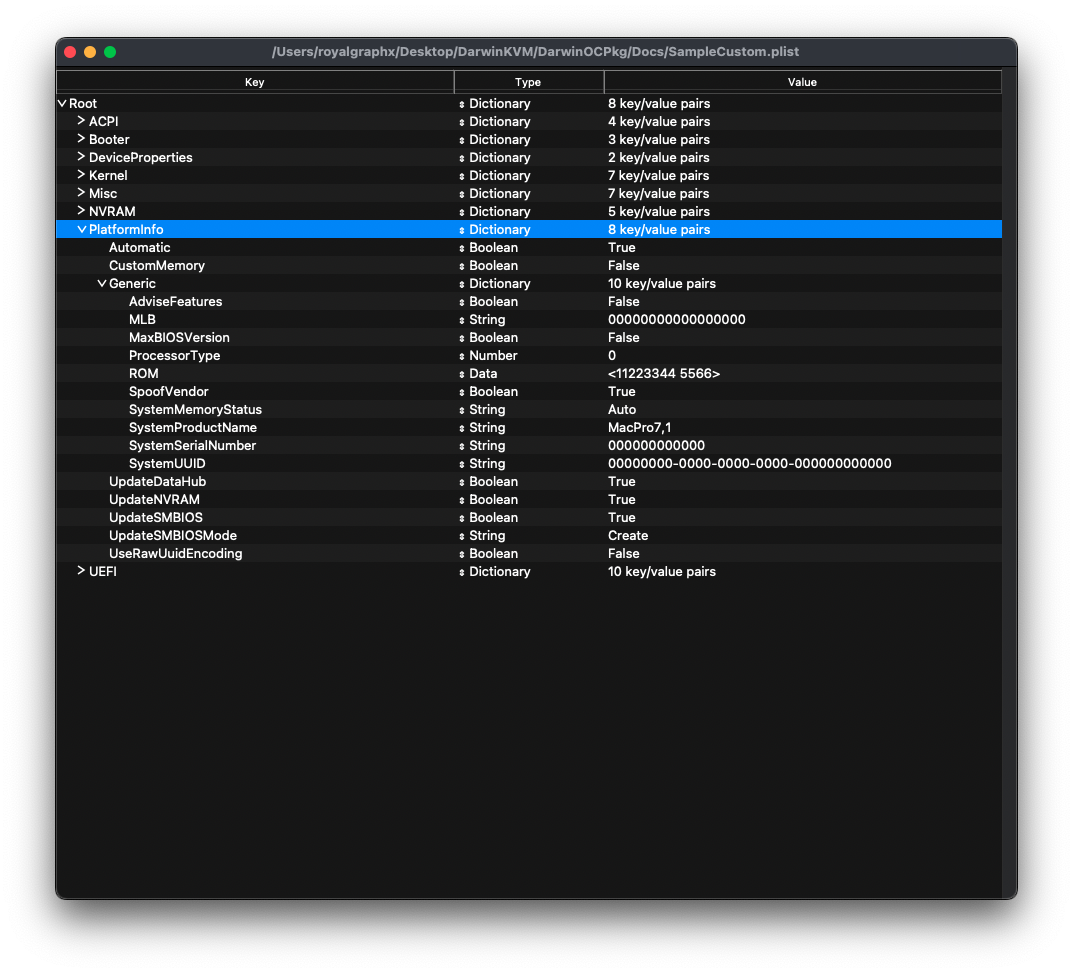 /Users/royalgraphx/Desktop/DarwinKVM/DarwinOCPkg/Docs/SampleCustom.plist
Key Type Value
Root Dictionary 8 key/value pairs
ACPI Dictionary 4 key/value pairs
Booter Dictionary 3 key/value pairs
DeviceProperties Dictionary 2 key/value pairs
Kernel Dictionary 7 key/value pairs
Misc Dictionary 7 key/value pairs
NVRAM Dictionary 5 key/value pairs
PlatformInfo Dictionary 8 key/value pairs
Automatic Boolean True
CustomMemory Boolean False
Generic Dictionary 10 key/value pairs
AdviseFeatures Boolean False
MLB String 00000000000000000
MaxBIOSVersion Boolean False
ProcessorType Number 0
ROM Data <11223344 5566>
SpoofVendor Boolean True
SystemMemoryStatus String Auto
SystemProductName String MacPro7,1
SystemSerialNumber String 000000000000
SystemUUID String 00000000-0000-0000-0000-000000000000
UpdateDataHub Boolean True
UpdateNVRAM Boolean True
UpdateSMBIOS Boolean True
UpdateSMBIOSMode String Create
UseRawUuidEncoding Boolean False
UEFI Dictionary 10 key/value pairs